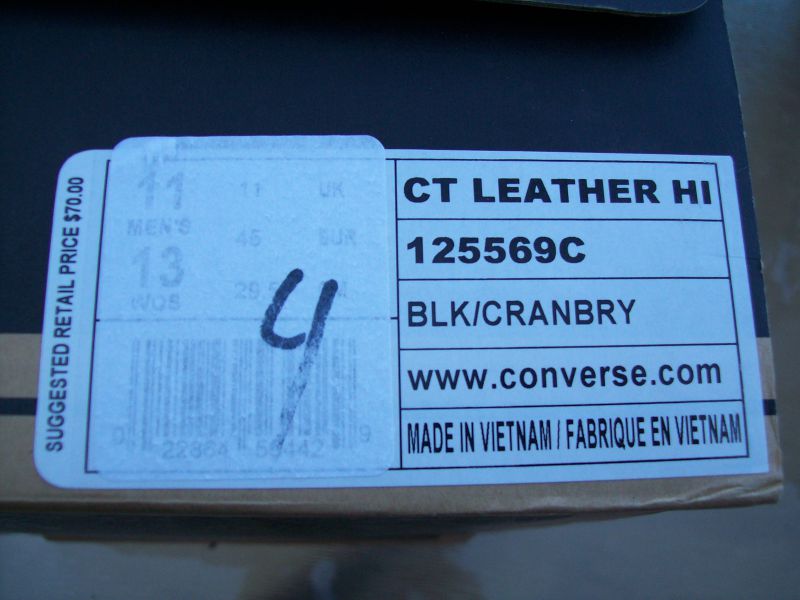 SUGGESTED RETAIL PRICE $70.00
11 11 UK
MEN'S 45 EUR
13
WOS
4
CT LEATHER HI
125569C
BLK/CRANBRY
www.converse.com
MADE IN VIETNAM / FABRIQUE EN VIETNAM